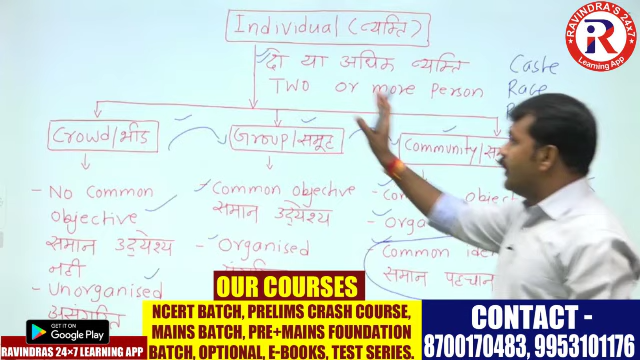 Individual (व्यक्ति)
दो या अधिक व्यक्ति
TWO or more Person
Caste
Race
Crowd/भीड़
Group/समूह
Community/
- No Common
objective
समान उद्येश्य
नहीं
- Unorganised
असंगठित
Common objective
समान उद्येश्य
- Organised
Common
समान पहचान
RAVINDRA'S 24x7
Learning App
OUR COURSES
NCERT BATCH, PRELIMS CRASH COURSE,
MAINS BATCH, PRE+MAINS FOUNDATION
BATCH, OPTIONAL, E-BOOKS, TEST SERIES.
CONTACT -
8700170483, 9953101176
GET IT ON
Google Play
RAVINDRAS 24×7 LEARNING APP